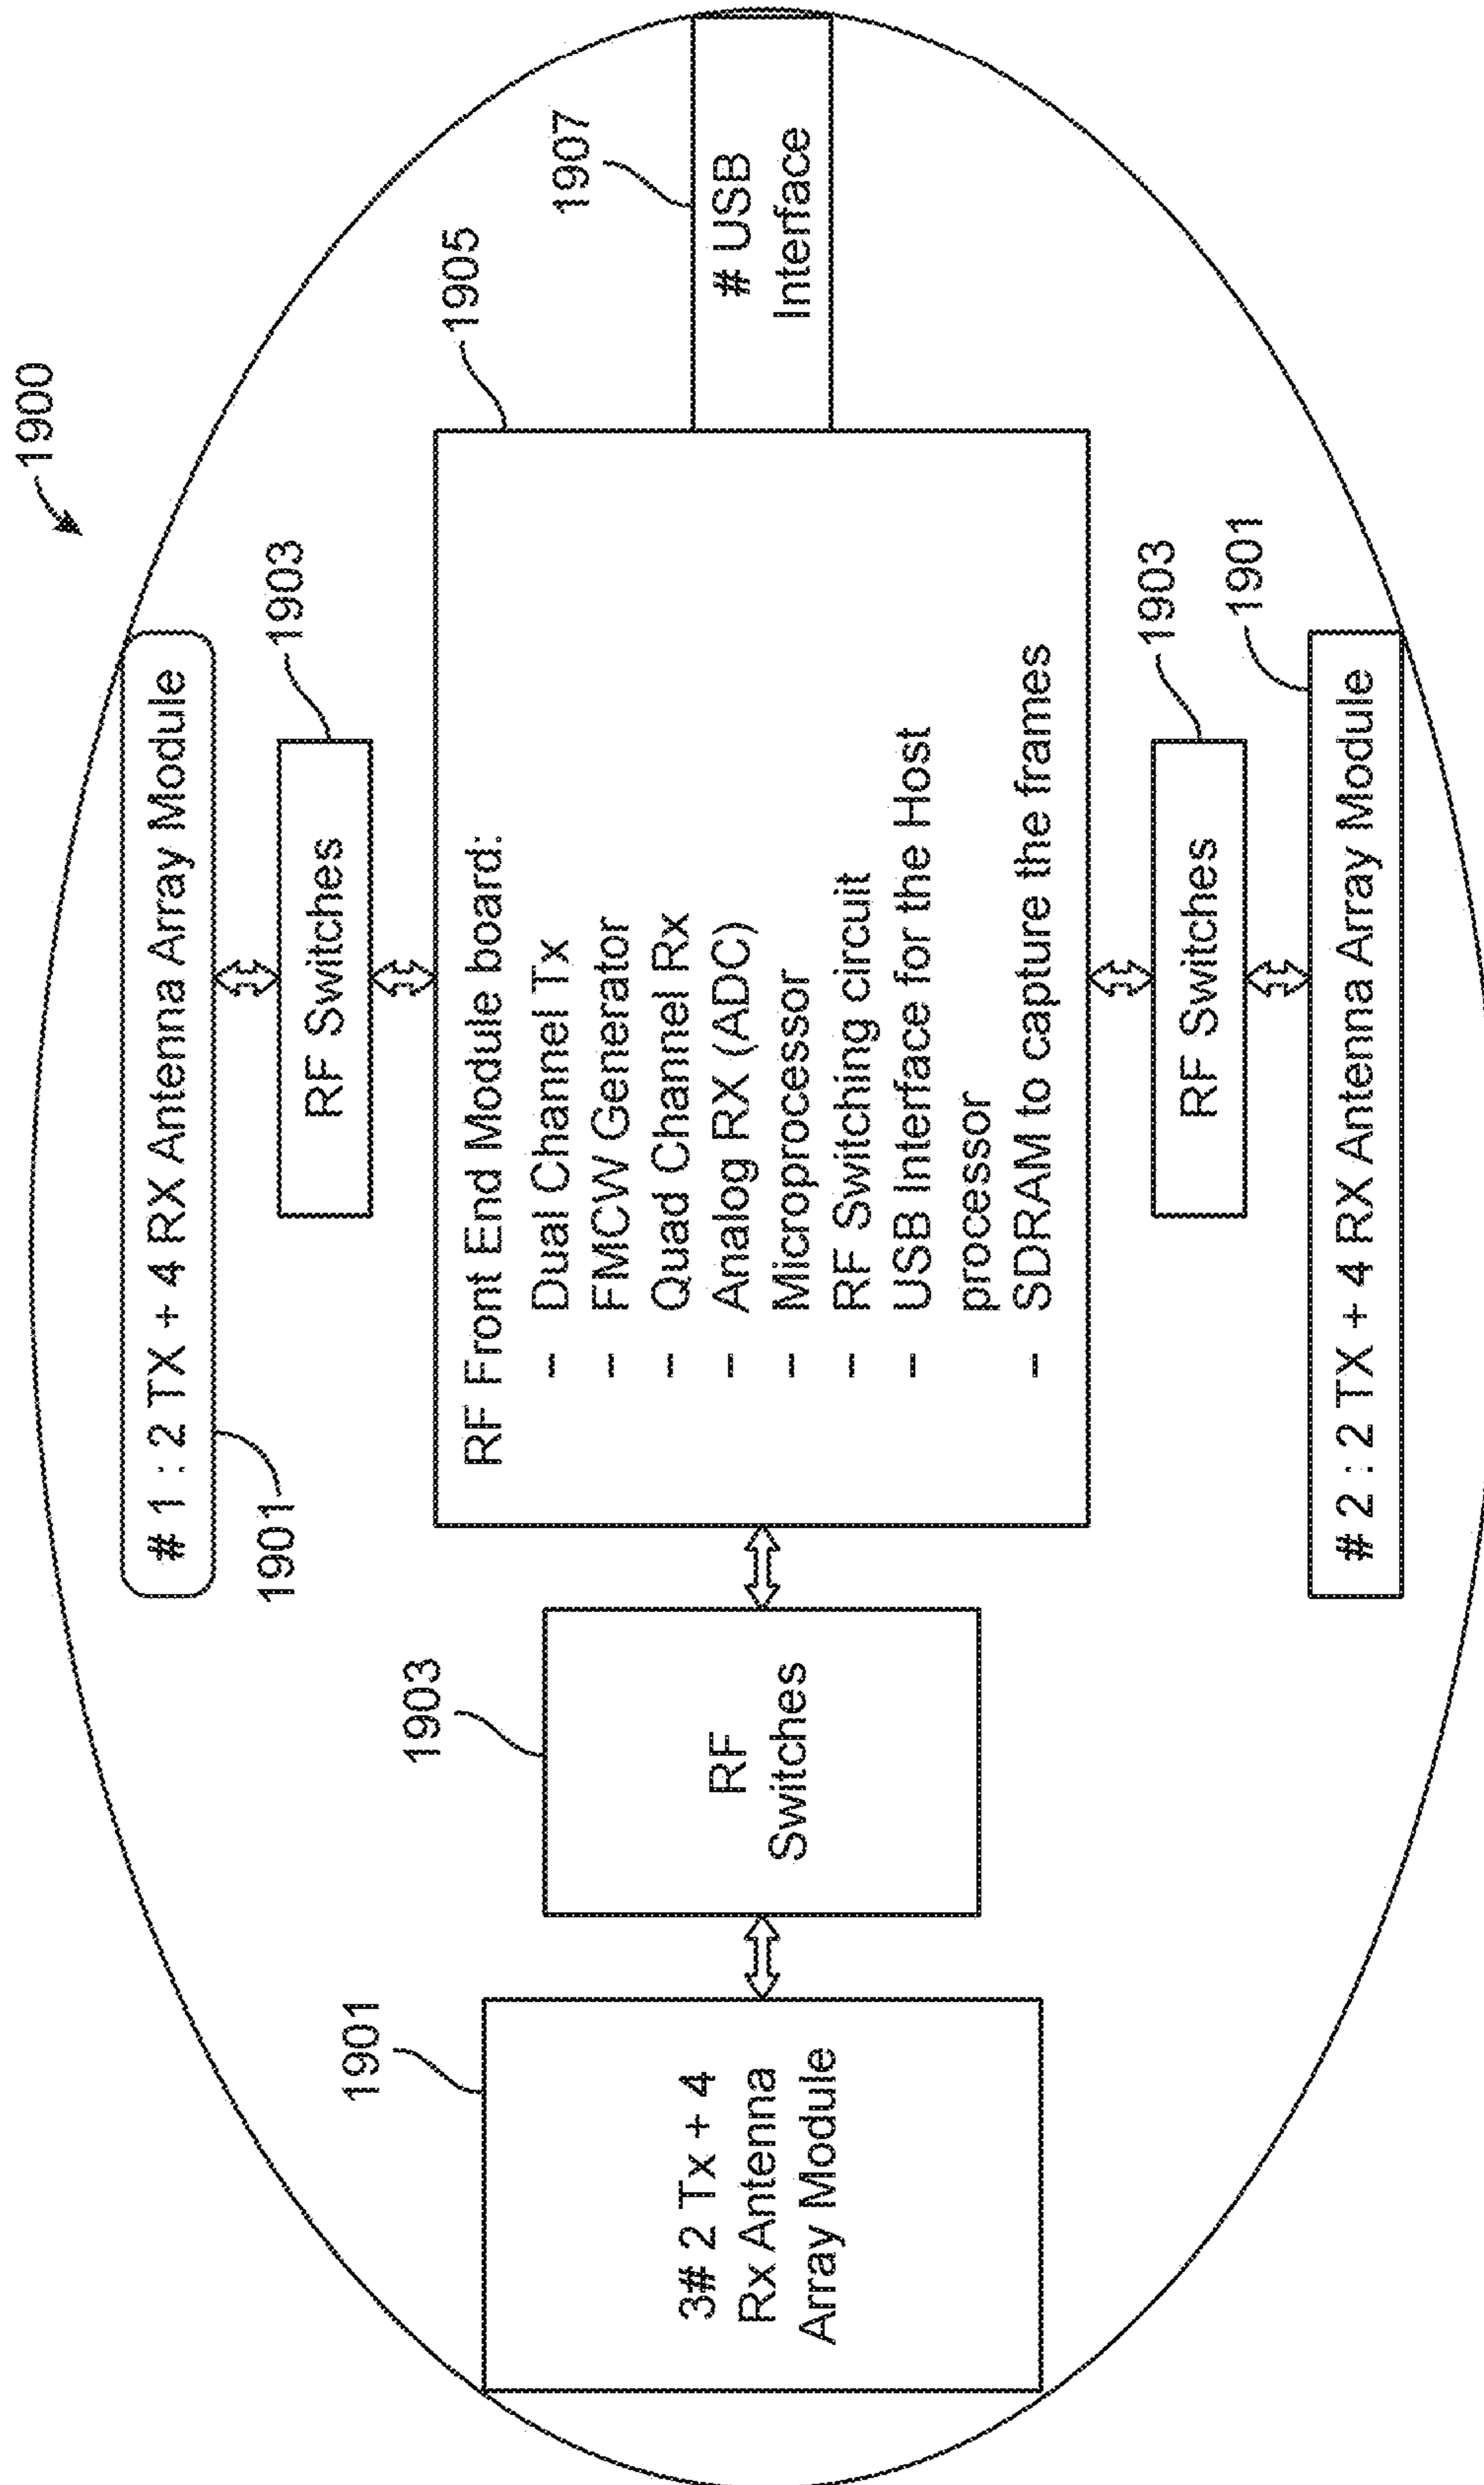 1900
# 1 : 2 TX + 4 RX Antenna Array Module
1901
RF Switches
1903
1905
1907
# USB
Interface
RF Front End Module board:
- Dual Channel Tx
- FMCW Generator
- Quad Channel Rx
- Analog RX (ADC)
- Microprocessor
- RF Switching circuit
- USB Interface for the Host
processor
- SDRAM to capture the frames
1903
RF
Switches
1901
3# 2 Tx + 4
Rx Antenna
Array Module
RF Switches
1903
1901
# 2 : 2 TX + 4 RX Antenna Array Module